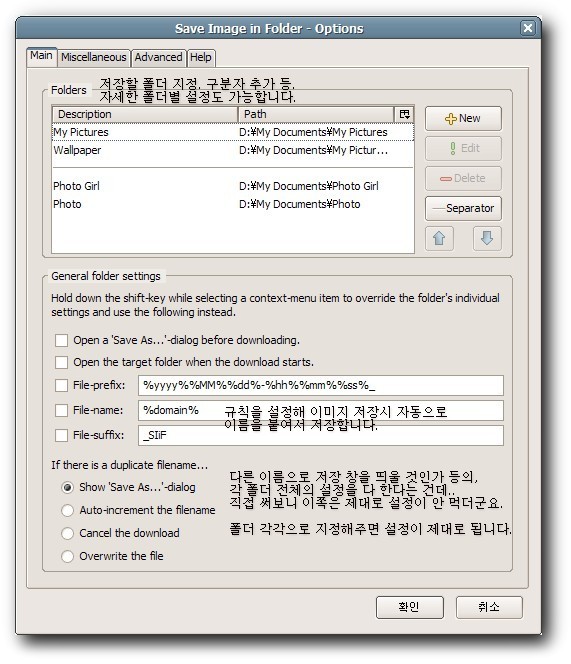 Save Image in Folder - Options
Main Miscellaneous Advanced Help
Folders
저장할 폴더 지정. 구분자 추가 등.
자세한 폴더별 설정도 가능합니다.
Description Path
My Pictures D:¥My Documents¥My Pictures
Wallpaper D:¥My Documents¥My Pictur...
Photo Girl D:¥My Documents¥Photo Girl
Photo D:¥My Documents¥Photo
New
Edit
Delete
Separator
General folder settings
Hold down the shift-key while selecting a context-menu item to override the folder's individual
settings and use the following instead.
Open a 'Save As...'-dialog before downloading.
Open the target folder when the download starts.
File-prefix: %yyyy%%MM%%dd%-%hh%%mm%%ss%_
File-name: %domain%
규칙을 설정해 이미지 저장시 자동으로
이름을 붙여서 저장합니다.
File-suffix: _SIiF
If there is a duplicate filename...
Show 'Save As...'-dialog
Auto-increment the filename
Cancel the download
Overwrite the file
다른 이름으로 저장 창을 띄울 것인가 등의,
각 폴더 전체의 설정을 다 한다는 건데..
직접 써보니 이쪽은 제대로 설정이 안 먹더군요.
폴더 각각으로 지정해주면 설정이 제대로 됩니다.
확인 취소